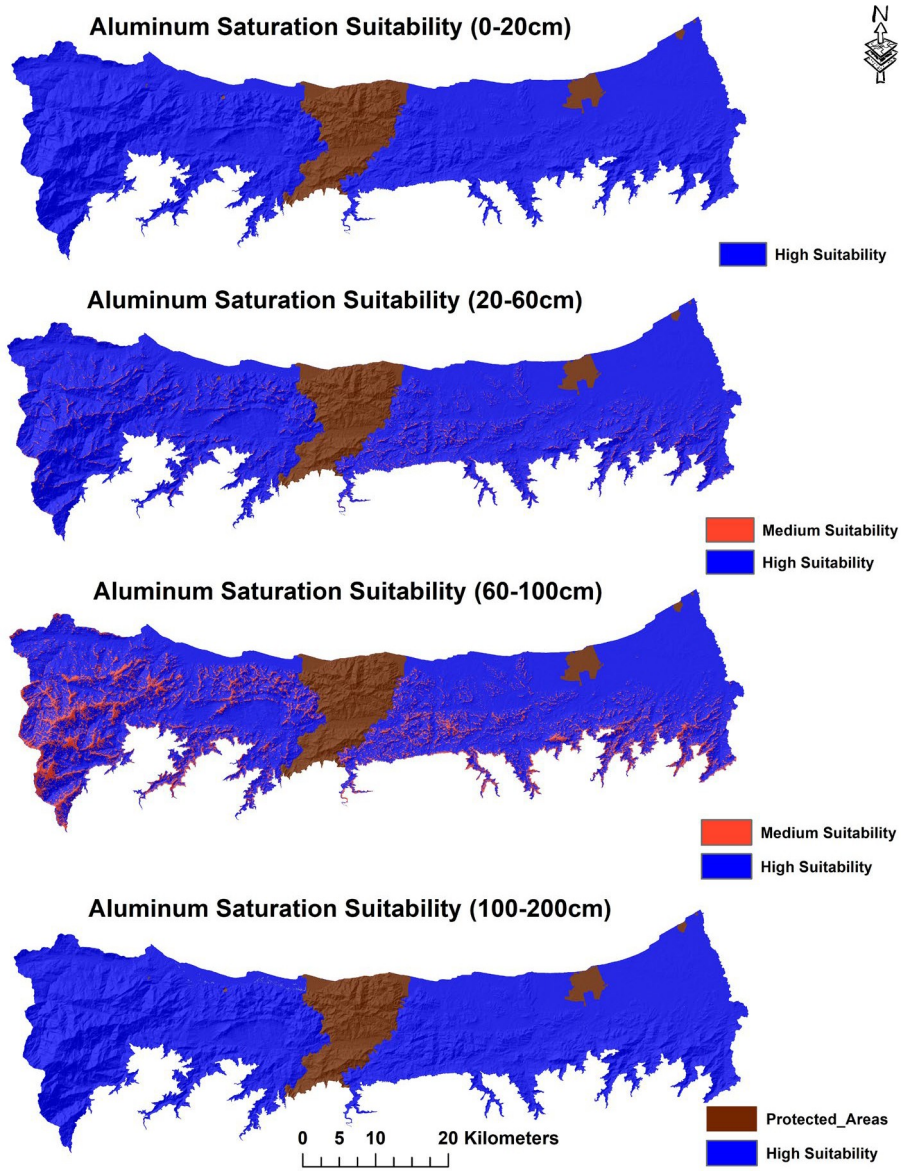 Aluminum Saturation Suitability (0-20cm)
N
High Suitability
Aluminum Saturation Suitability (20-60cm)
Medium Suitability
High Suitability
Aluminum Saturation Suitability (60-100cm)
Medium Suitability
High Suitability
Aluminum Saturation Suitability (100-200cm)
Protected_Areas
High Suitability
0 5 10 20 Kilometers